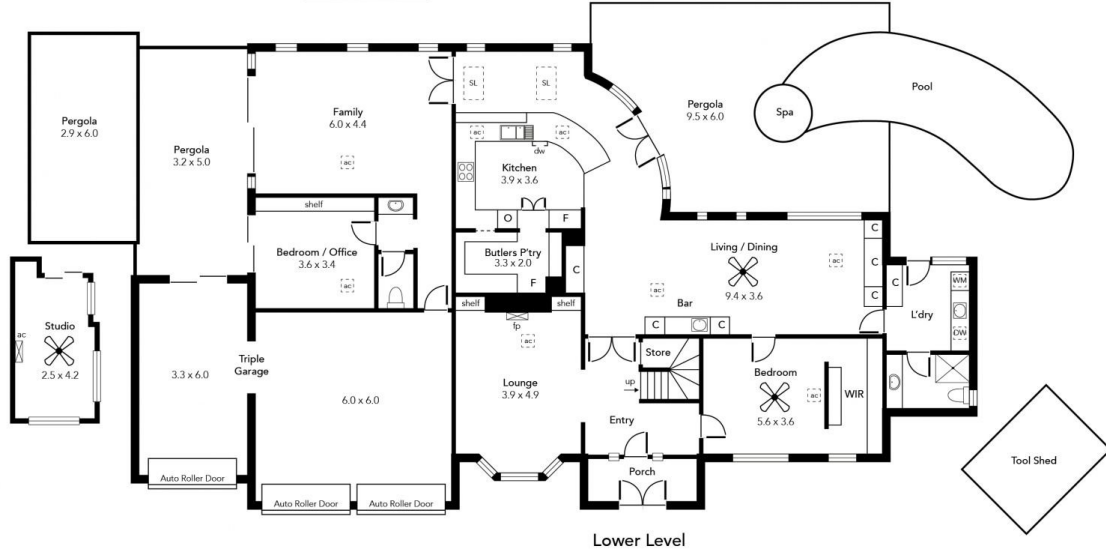 Pergola
2.9 x 6.0
Pergola
3.2 x 5.0
Family
6.0 x 4.4
ac
SL
SL
ac
ac
dw
Kitchen
3.9 x 3.6
O
F
Pergola
9.5 x 6.0
Spa
Pool
shelf
Bedroom / Office
3.6 x 3.4
ac
Butlers P'try
3.3 x 2.0
F
C
Living / Dining
9.4 x 3.6
ac
ac
Bar
C
C
C
C
C
C
WM
L'dry
OW
Studio
ac
2.5 x 4.2
3.3 x 6.0
Triple
Garage
6.0 x 6.0
shelf
shelf
fp
ac
Lounge
3.9 x 4.9
Store
up
Entry
Bedroom
ac
5.6 x 3.6
WIR
Porch
Tool Shed
Auto Roller Door
Auto Roller Door
Auto Roller Door
Lower Level